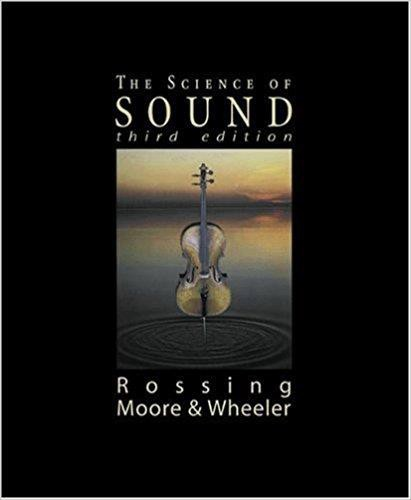 THE SCIENCE OF
SOUND
third edition
Rossing
Moore & Wheeler